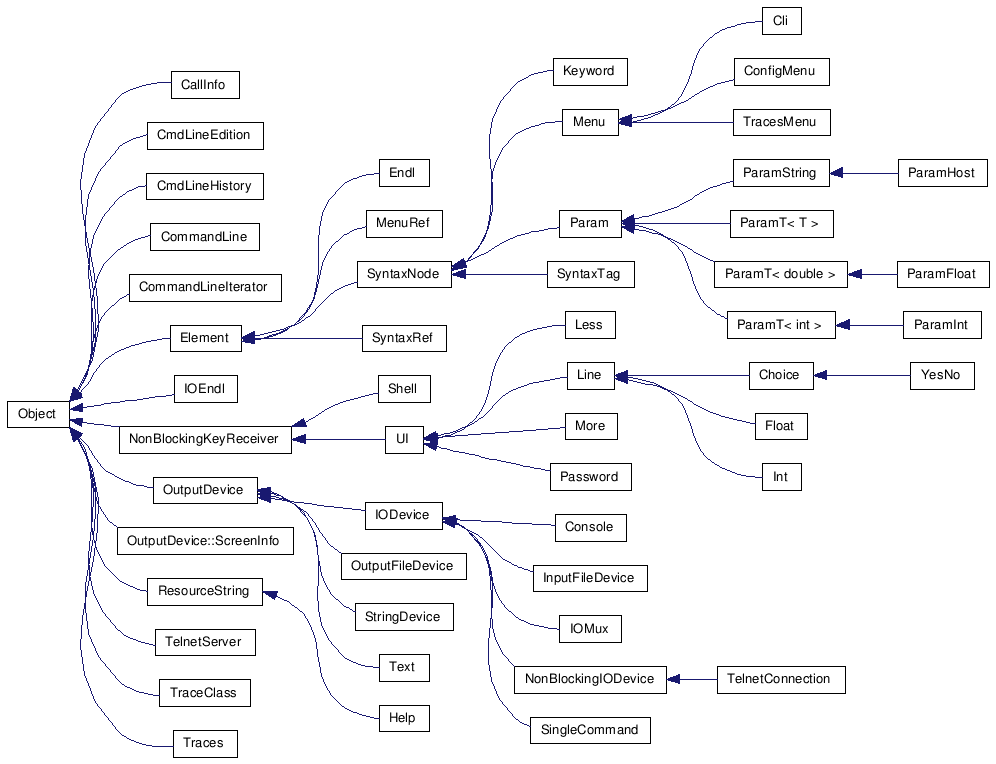 Cli
Keyword
ConfigMenu
CallInfo
Menu
TracesMenu
CmdLineEdition
Endl
ParamString
ParamHost
CmdLineHistory
MenuRef
Param
ParamT< T >
CommandLine
SyntaxNode
SyntaxTag
ParamT< double >
ParamFloat
CommandLineIterator
Less
ParamT< int >
ParamInt
Element
SyntaxRef
Line
Choice
YesNo
IOEndl
Shell
Object
More
Float
NonBlockingKeyReceiver
UI
Password
Int
OutputDevice
IODevice
Console
OutputDevice::ScreenInfo
OutputFileDevice
InputFileDevice
ResourceString
StringDevice
IOMux
TelnetServer
Text
NonBlockingIODevice
TelnetConnection
TraceClass
Help
SingleCommand
Traces